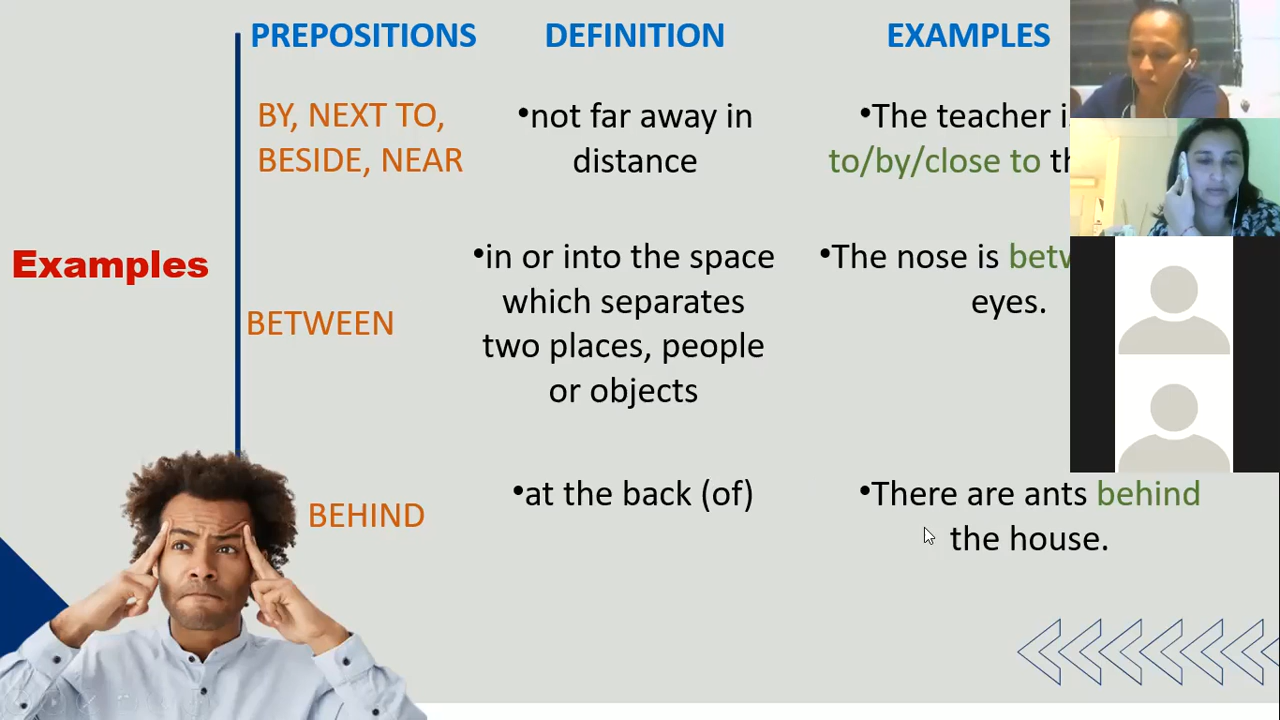 PREPOSITIONS DEFINITION EXAMPLES
BY, NEXT TO,
BESIDE, NEAR
•not far away in
distance
•The teacher
to/by/close to
Examples
BETWEEN
•in or into the space
which separates
two places, people
or objects
•The nose is
eyes.
BEHIND
•at the back (of)
•There are ants behind
the house.